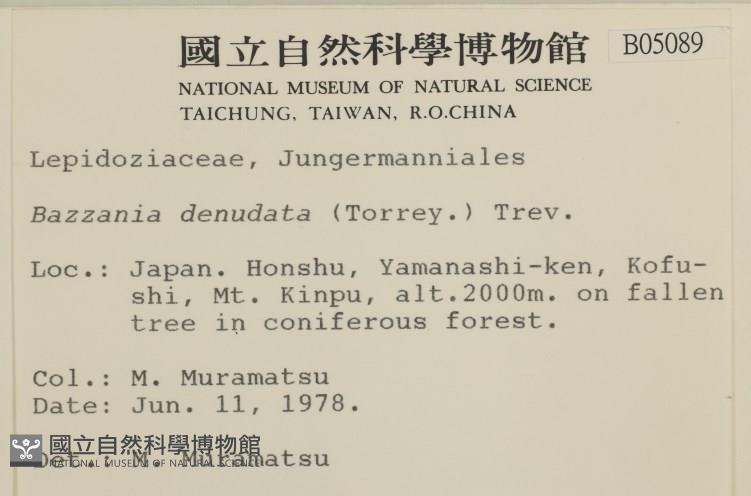 國立自然科學博物館 B05089
NATIONAL MUSEUM OF NATURAL SCIENCE
TAICHUNG, TAIWAN, R.O.CHINA
Lepidoziaceae, Jungermanniales
Bazzania denudata (Torrey.) Trev.
Loc.: Japan. Honshu, Yamanashi-ken, Kofu-
shi, Mt. Kinpu, alt.2000m. on fallen
tree in coniferous forest.
Col.: M. Muramatsu
Date: Jun. 11, 1978.
國立自然科學博物館
NATIONAL MUSEUM OF NATURAL SCIENCE
Det.: M. Muramatsu